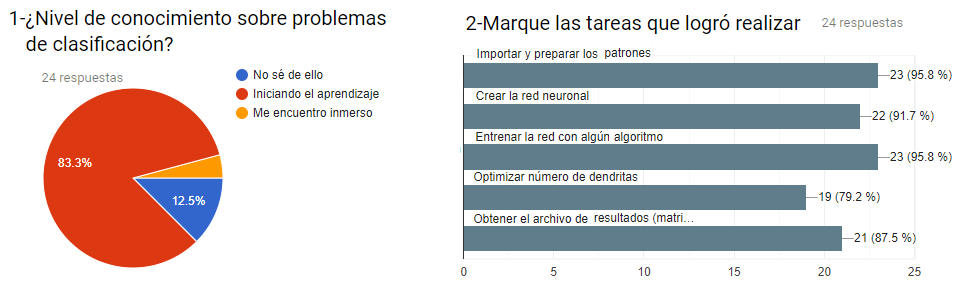 1-¿Nivel de conocimiento sobre problemas
de clasificación?
24 respuestas
No sé de ello
Iniciando el aprendizaje
Me encuentro inmerso
83.3%
12.5%
2-Marque las tareas que logró realizar
24 respuestas
Importar y preparar los patrones
23 (95.8 %)
Crear la red neuronal
22 (91.7 %)
Entrenar la red con algún algoritmo
23 (95.8 %)
Optimizar número de dendritas
19 (79.2 %)
Obtener el archivo de resultados (matri...
21 (87.5 %)
0 5 10 15 20 25